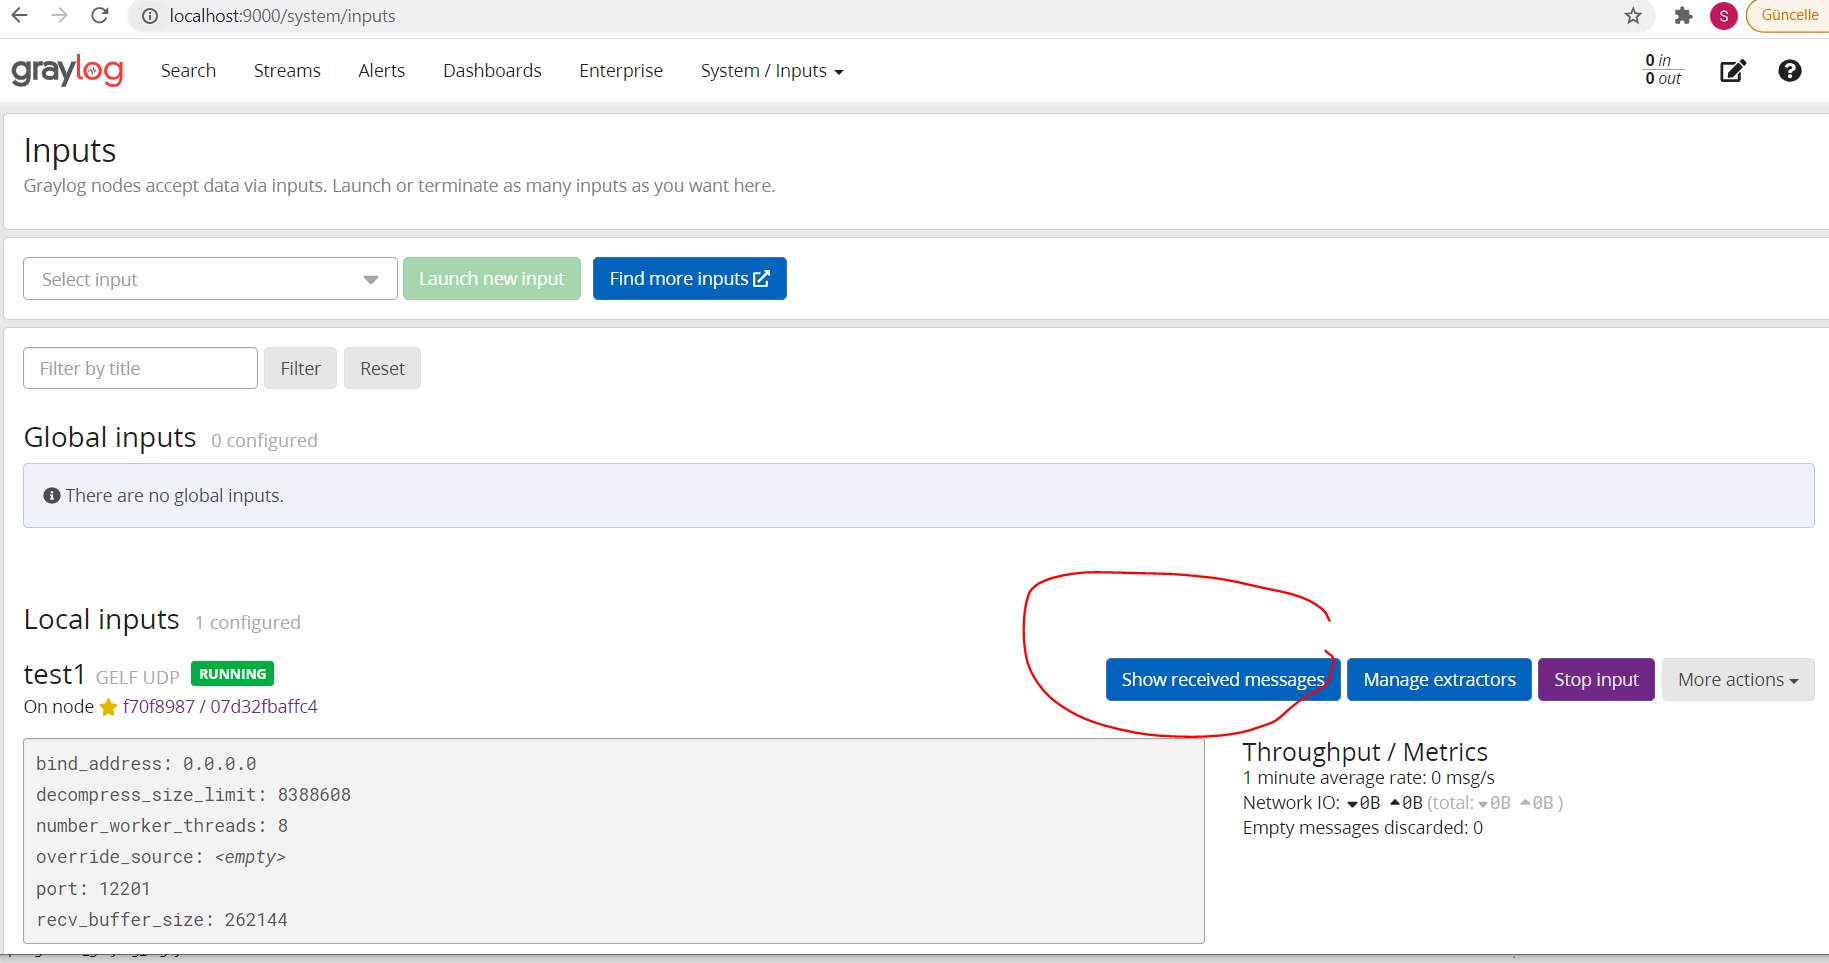 localhost:9000/system/inputs
S
Güncelle
graylog
Search Streams Alerts Dashboards Enterprise System / Inputs
0 in
0 out
Inputs
Graylog nodes accept data via inputs. Launch or terminate as many inputs as you want here.
Select input Launch new input Find more inputs
Filter by title Filter Reset
Global inputs 0 configured
There are no global inputs.
Local inputs 1 configured
test1 GELF UDP RUNNING Show received messages Manage extractors Stop input More actions
On node f70f8987 / 07d32fbaffc4
bind_address: 0.0.0.0
decompress_size_limit: 8388608
number_worker_threads: 8
override_source: <empty>
port: 12201
recv_buffer_size: 262144
Throughput / Metrics
1 minute average rate: 0 msg/s
Network IO: 0B 0B (total: 0B 0B )
Empty messages discarded: 0